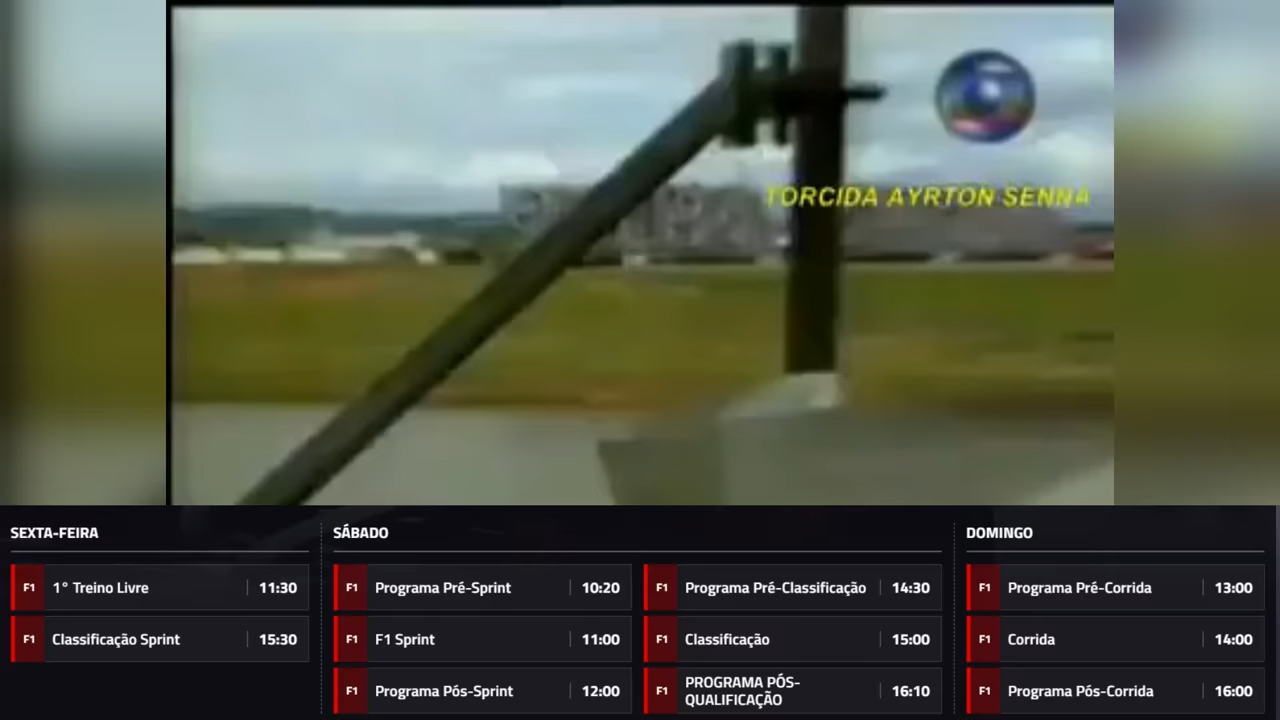 TORCIDA AYRTON SENNA
SEXTA-FEIRA
F1 1° Treino Livre 11:30
F1 Classificação Sprint 15:30
SÁBADO
F1 Programa Pré-Sprint 10:20
F1 F1 Sprint 11:00
F1 Programa Pós-Sprint 12:00
F1 Programa Pré-Classificação 14:30
F1 Classificação 15:00
F1 PROGRAMA PÓS-
QUALIFICAÇÃO 16:10
DOMINGO
F1 Programa Pré-Corrida 13:00
F1 Corrida 14:00
F1 Programa Pós-Corrida 16:00